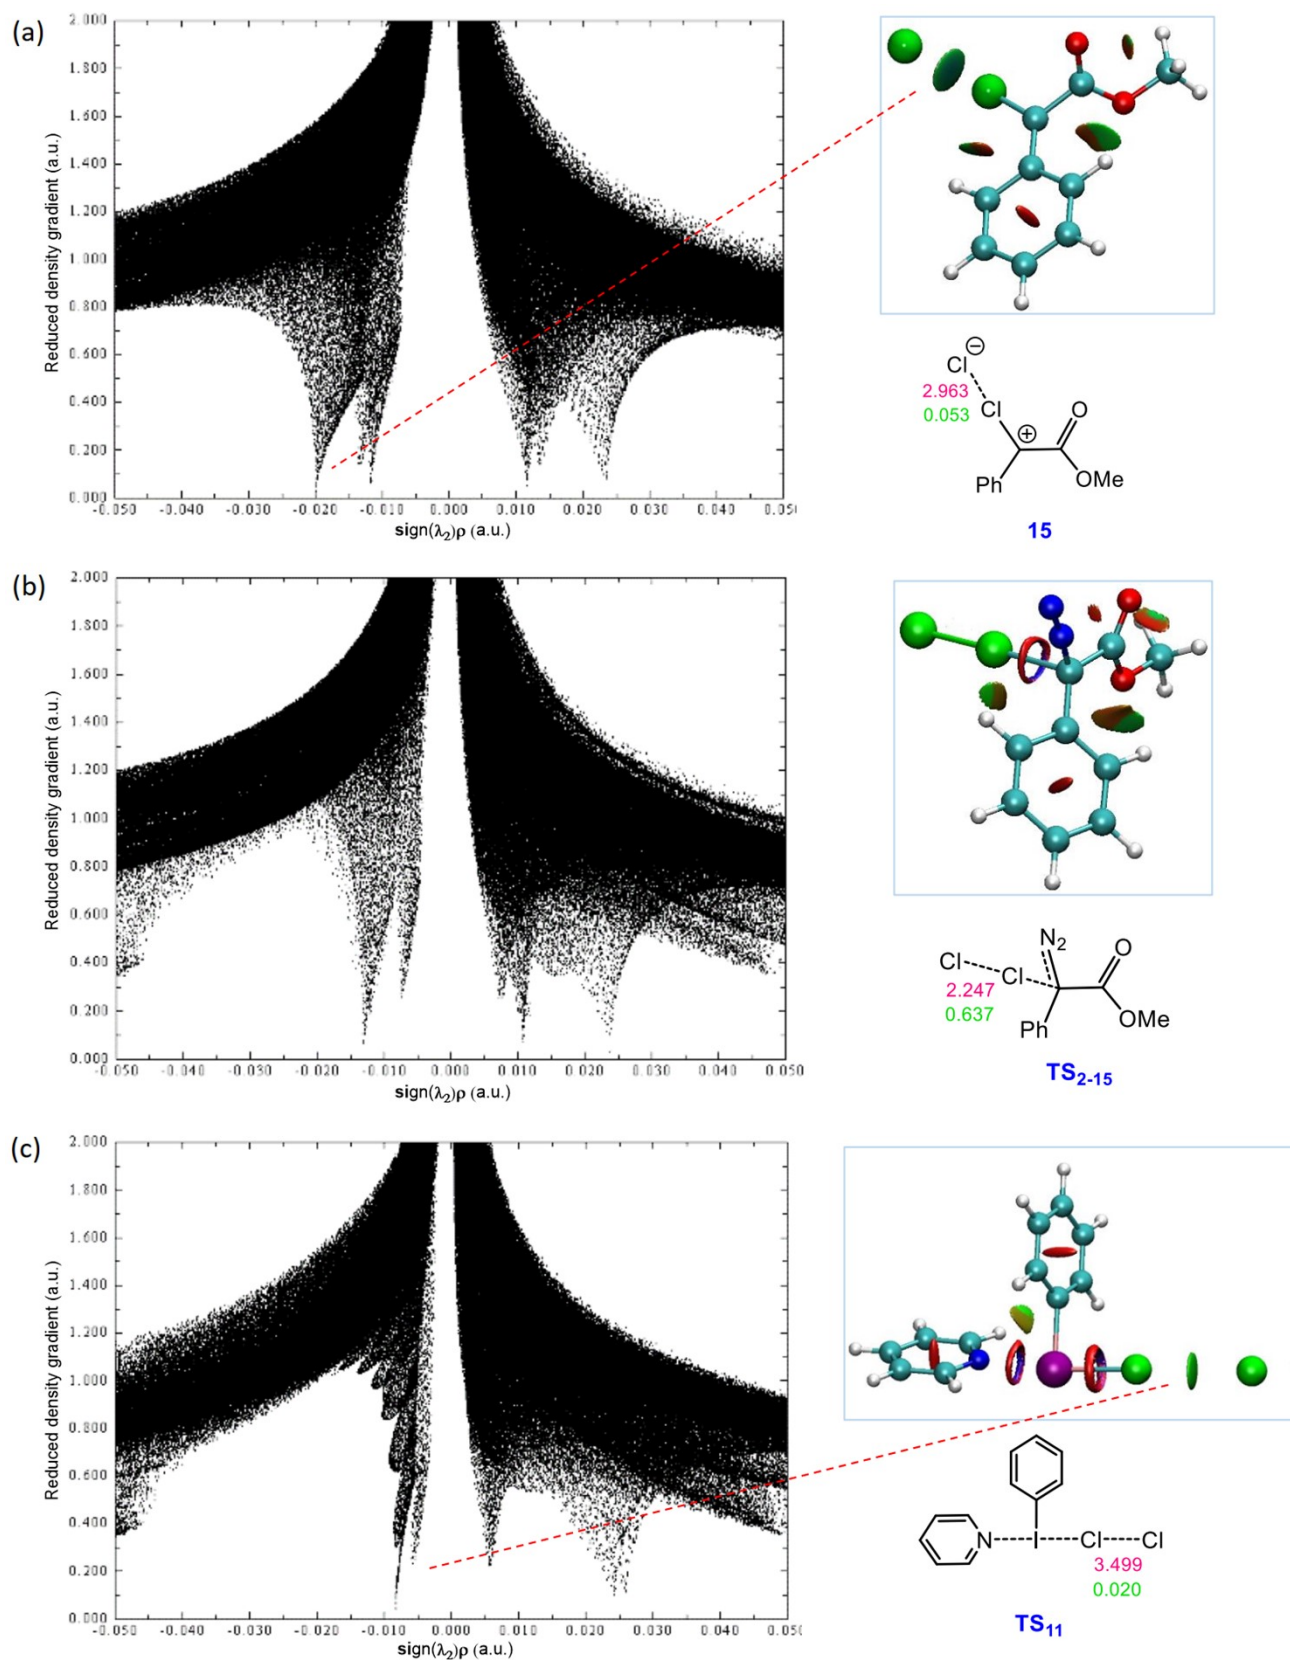 (a)
Reduced density gradient (a.u.)
2.000
1.800
1.600
1.400
1.200
1.000
0.800
0.600
0.400
0.200
0.000
-0.050 -0.040 -0.030 -0.020 -0.010 0.000 0.010 0.020 0.030 0.040 0.050
sign(λ₂)ρ (a.u.)
Cl
⊖
2.963
0.053
Cl
⊕
O
Ph
OMe
15
(b)
Reduced density gradient (a.u.)
2.000
1.800
1.600
1.400
1.200
1.000
0.800
0.600
0.400
0.200
0.000
-0.050 -0.040 -0.030 -0.020 -0.010 0.000 0.010 0.020 0.030 0.040 0.050
sign(λ₂)ρ (a.u.)
N₂
O
Cl
Cl
2.247
0.637
Ph
OMe
TS₂₋₁₅
(c)
Reduced density gradient (a.u.)
2.000
1.800
1.600
1.400
1.200
1.000
0.800
0.600
0.400
0.200
0.000
-0.050 -0.040 -0.030 -0.020 -0.010 0.000 0.010 0.020 0.030 0.040 0.050
sign(λ₂)ρ (a.u.)
N I Cl Cl
3.499
0.020
TS₁₁